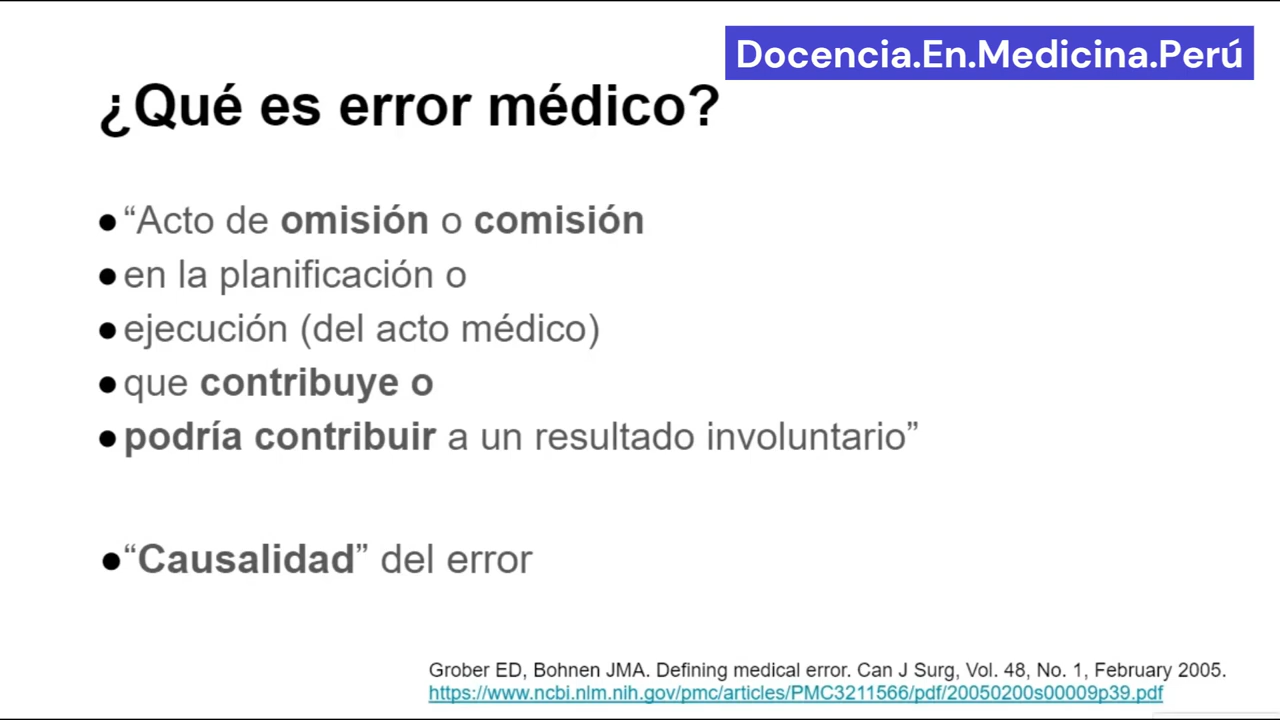 Docencia.En.Medicina.Perú
¿Qué es error médico?
●“Acto de omisión o comisión
●en la planificación o
●ejecución (del acto médico)
●que contribuye o
●podría contribuir a un resultado involuntario”
●“Causalidad” del error
Grober ED, Bohnen JMA. Defining medical error. Can J Surg, Vol. 48, No. 1, February 2005.
https://www.ncbi.nlm.nih.gov/pmc/articles/PMC3211566/pdf/20050200s00009p39.pdf